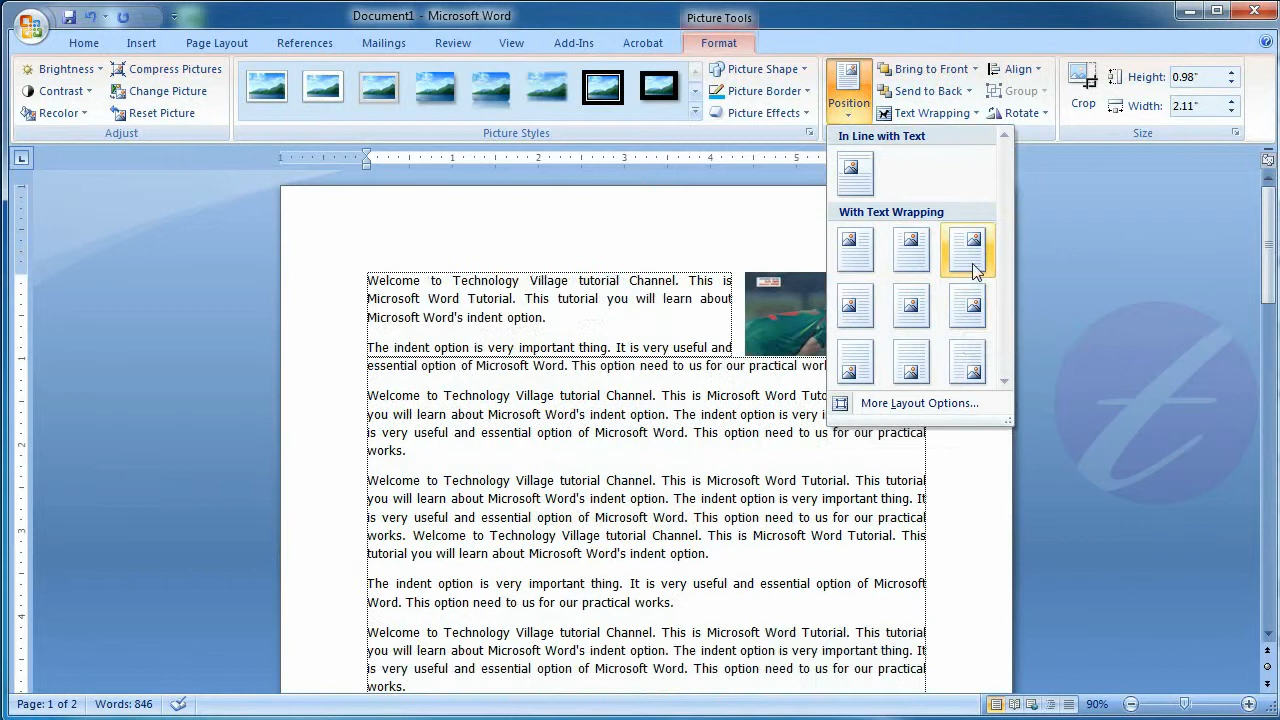 Document1 - Microsoft Word
Picture Tools
Home Insert Page Layout References Mailings Review View Add-Ins Acrobat Format
Brightness Compress Pictures Picture Shape Bring to Front Align Height: 0.98"
Contrast Change Picture Picture Border Position Send to Back Group Crop
Recolor Reset Picture Picture Effects Text Wrapping Rotate Width: 2.11"
Adjust Picture Styles Size
In Line with Text
With Text Wrapping
More Layout Options...
1 1 2 3 4 5
Welcome to Technology Village tutorial Channel. This is
Microsoft Word Tutorial. This tutorial you will learn about
Microsoft Word's indent option.
The indent option is very important thing. It is very useful and
essential option of Microsoft Word. This option need to us for our practical
Welcome to Technology Village tutorial Channel. This is Microsoft Word
you will learn about Microsoft Word's indent option. The indent option is very
is very useful and essential option of Microsoft Word. This option need to us for our practical
works.
Welcome to Technology Village tutorial Channel. This is Microsoft Word Tutorial. This tutorial
you will learn about Microsoft Word's indent option. The indent option is very important thing. It
is very useful and essential option of Microsoft Word. This option need to us for our practical
works. Welcome to Technology Village tutorial Channel. This is Microsoft Word Tutorial. This
tutorial you will learn about Microsoft Word's indent option.
The indent option is very important thing. It is very useful and essential option of Microsoft
Word. This option need to us for our practical works.
Welcome to Technology Village tutorial Channel. This is Microsoft Word Tutorial. This tutorial
you will learn about Microsoft Word's indent option. The indent option is very important thing. It
is very useful and essential option of Microsoft Word. This option need to us for our practical
works.
Page: 1 of 2 Words: 846 90%